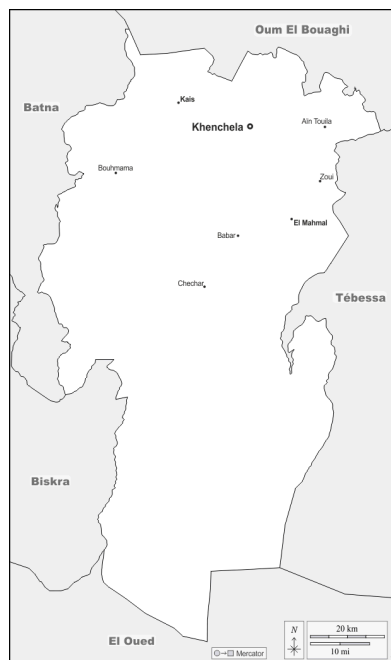 Oum El Bouaghi
Batna
Kais
Khenchela
Aïn Touila
Bouhmama
Zoui
El Mahmal
Babar
Chechar
Tébessa
Biskra
El Oued
Mercator
N
20 km
10 mi